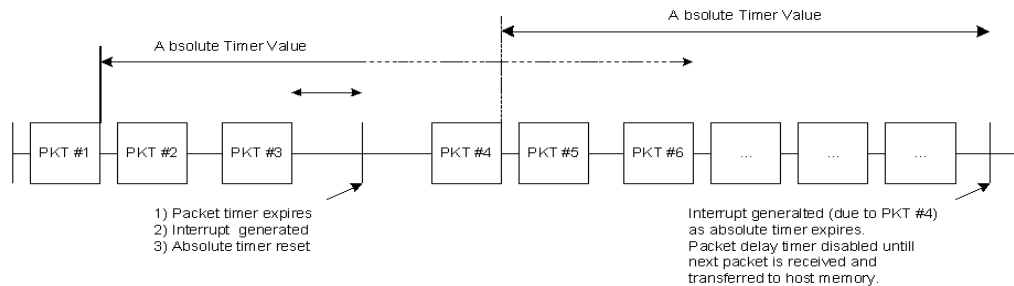 A bsolute Timer Value
A bsolute Timer Value
PKT #1
PKT #2
PKT #3
PKT #4
PKT #5
PKT #6
...
...
...
1) Packet timer expires
2) Interrupt generated
3) Absolute timer reset
Interrupt generalted (due to PKT #4)
as absolute timer expires.
Packet delay timer disabled untill
next packet is received and
transferred to host memory.